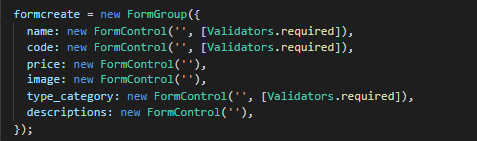 formcreate = new FormGroup({
name: new FormControl('', [Validators.required]),
code: new FormControl('', [Validators.required]),
price: new FormControl(''),
image: new FormControl(''),
type_category: new FormControl('', [Validators.required]),
descriptions: new FormControl(''),
});